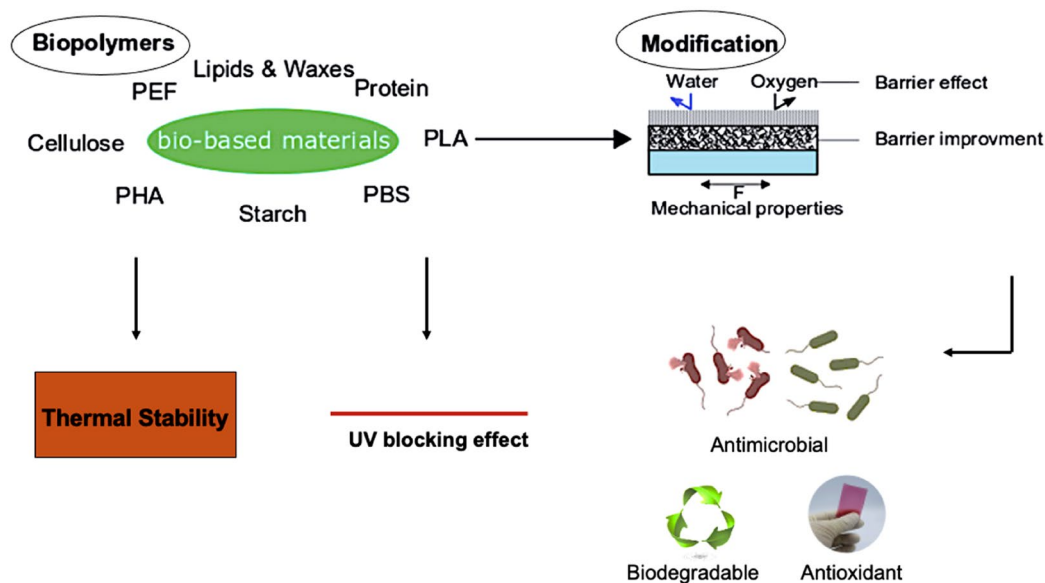 Biopolymers
Lipids & Waxes
PEF
Protein
Cellulose
bio-based materials
PLA
PHA
Starch
PBS
Modification
Water
Oxygen
Barrier effect
Barrier improvment
F
Mechanical properties
Thermal Stability
UV blocking effect
Antimicrobial
Biodegradable
Antioxidant